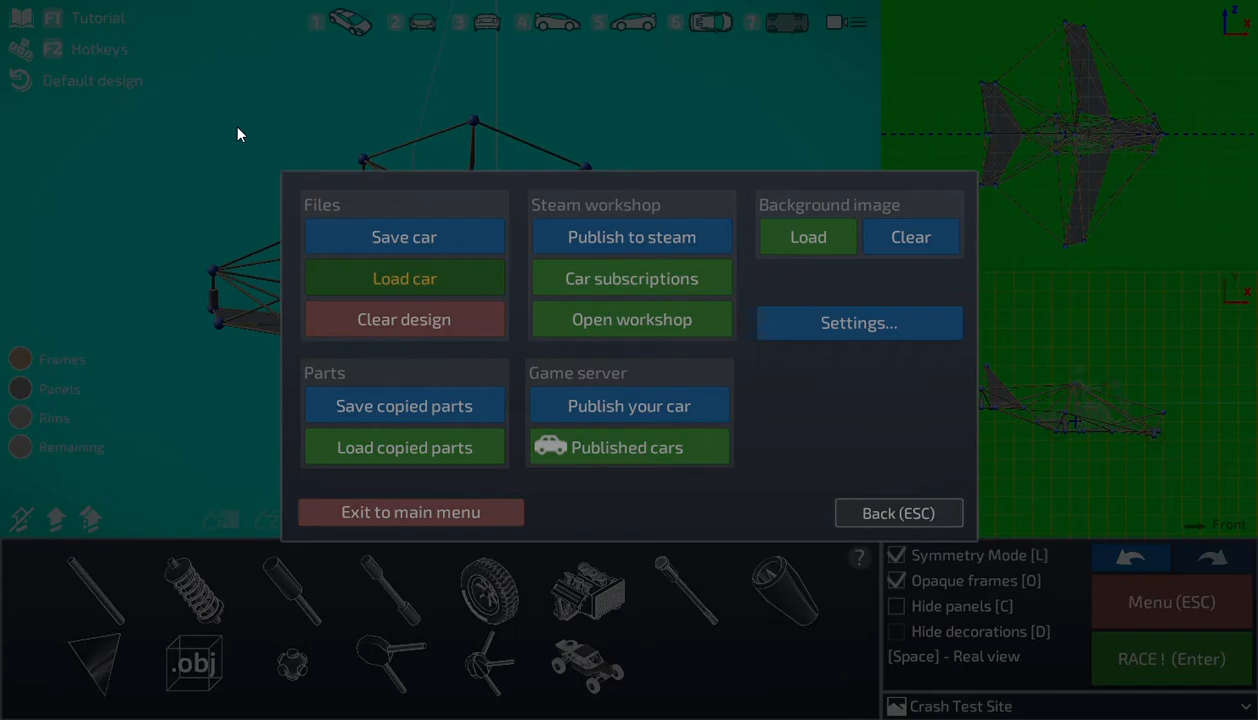 F1 Tutorial
F2 Hotkeys
Default design
1 2 3 4 5 6 7
Z
X
Files
Save car
Load car
Clear design
Steam workshop
Publish to steam
Car subscriptions
Open workshop
Background image
Load
Clear
Settings...
Parts
Save copied parts
Load copied parts
Game server
Publish your car
Published cars
Exit to main menu
Back (ESC)
Frames
Panels
Rims
Remaining
X
Front
?
.obj
Symmetry Mode [L]
Opaque frames [O]
Hide panels [C]
Hide decorations [D]
[Space] - Real view
Menu (ESC)
RACE! (Enter)
Crash Test Site